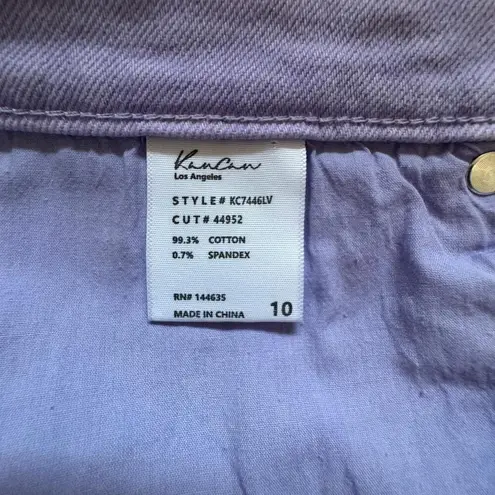 KanCan
Los Angeles
STYLE# KC7446LV
CUT# 44952
99.3% COTTON
0.7% SPANDEX
RN# 144635
MADE IN CHINA 10